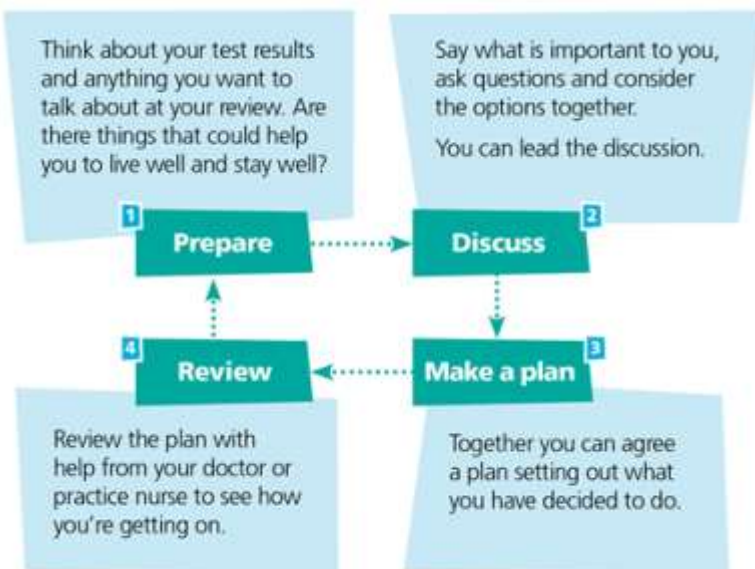 Think about your test results
and anything you want to
talk about at your review. Are
there things that could help
you to live well and stay well?
1
Prepare
Say what is important to you,
ask questions and consider
the options together.
You can lead the discussion.
2
Discuss
3
Make a plan
Together you can agree
a plan setting out what
you have decided to do.
4
Review
Review the plan with
help from your doctor or
practice nurse to see how
you're getting on.